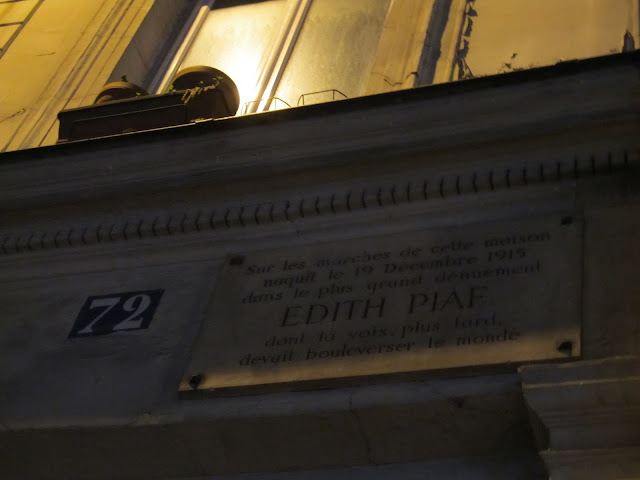 72
Sur les marches de cette maison
naquit le 19 Décembre 1915
dans le plus grand dénuement
EDITH PIAF
dont la voix, plus tard,
devait bouleverser le monde